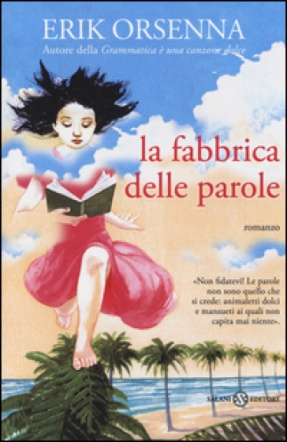 ERIK ORSENNA
Autore della Grammatica è una canzone dolce
la fabbrica
delle parole
romanzo
«Non fidatevi! Le parole
non sono quello che
si crede: animaletti dolci
e mansueti ai quali non
capita mai niente».
SALANI EDITORE